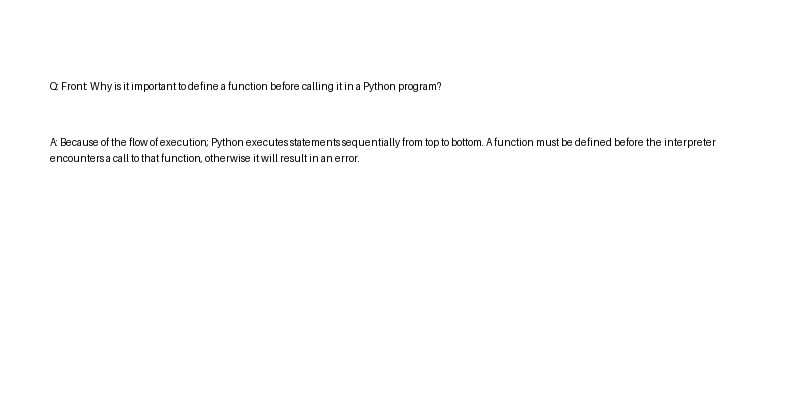 Q: Front: Why is it important to define a function before calling it in a Python program?
A: Because of the flow of execution; Python executes statements sequentially from top to bottom. A function must be defined before the interpreter
encounters a call to that function, otherwise it will result in an error.